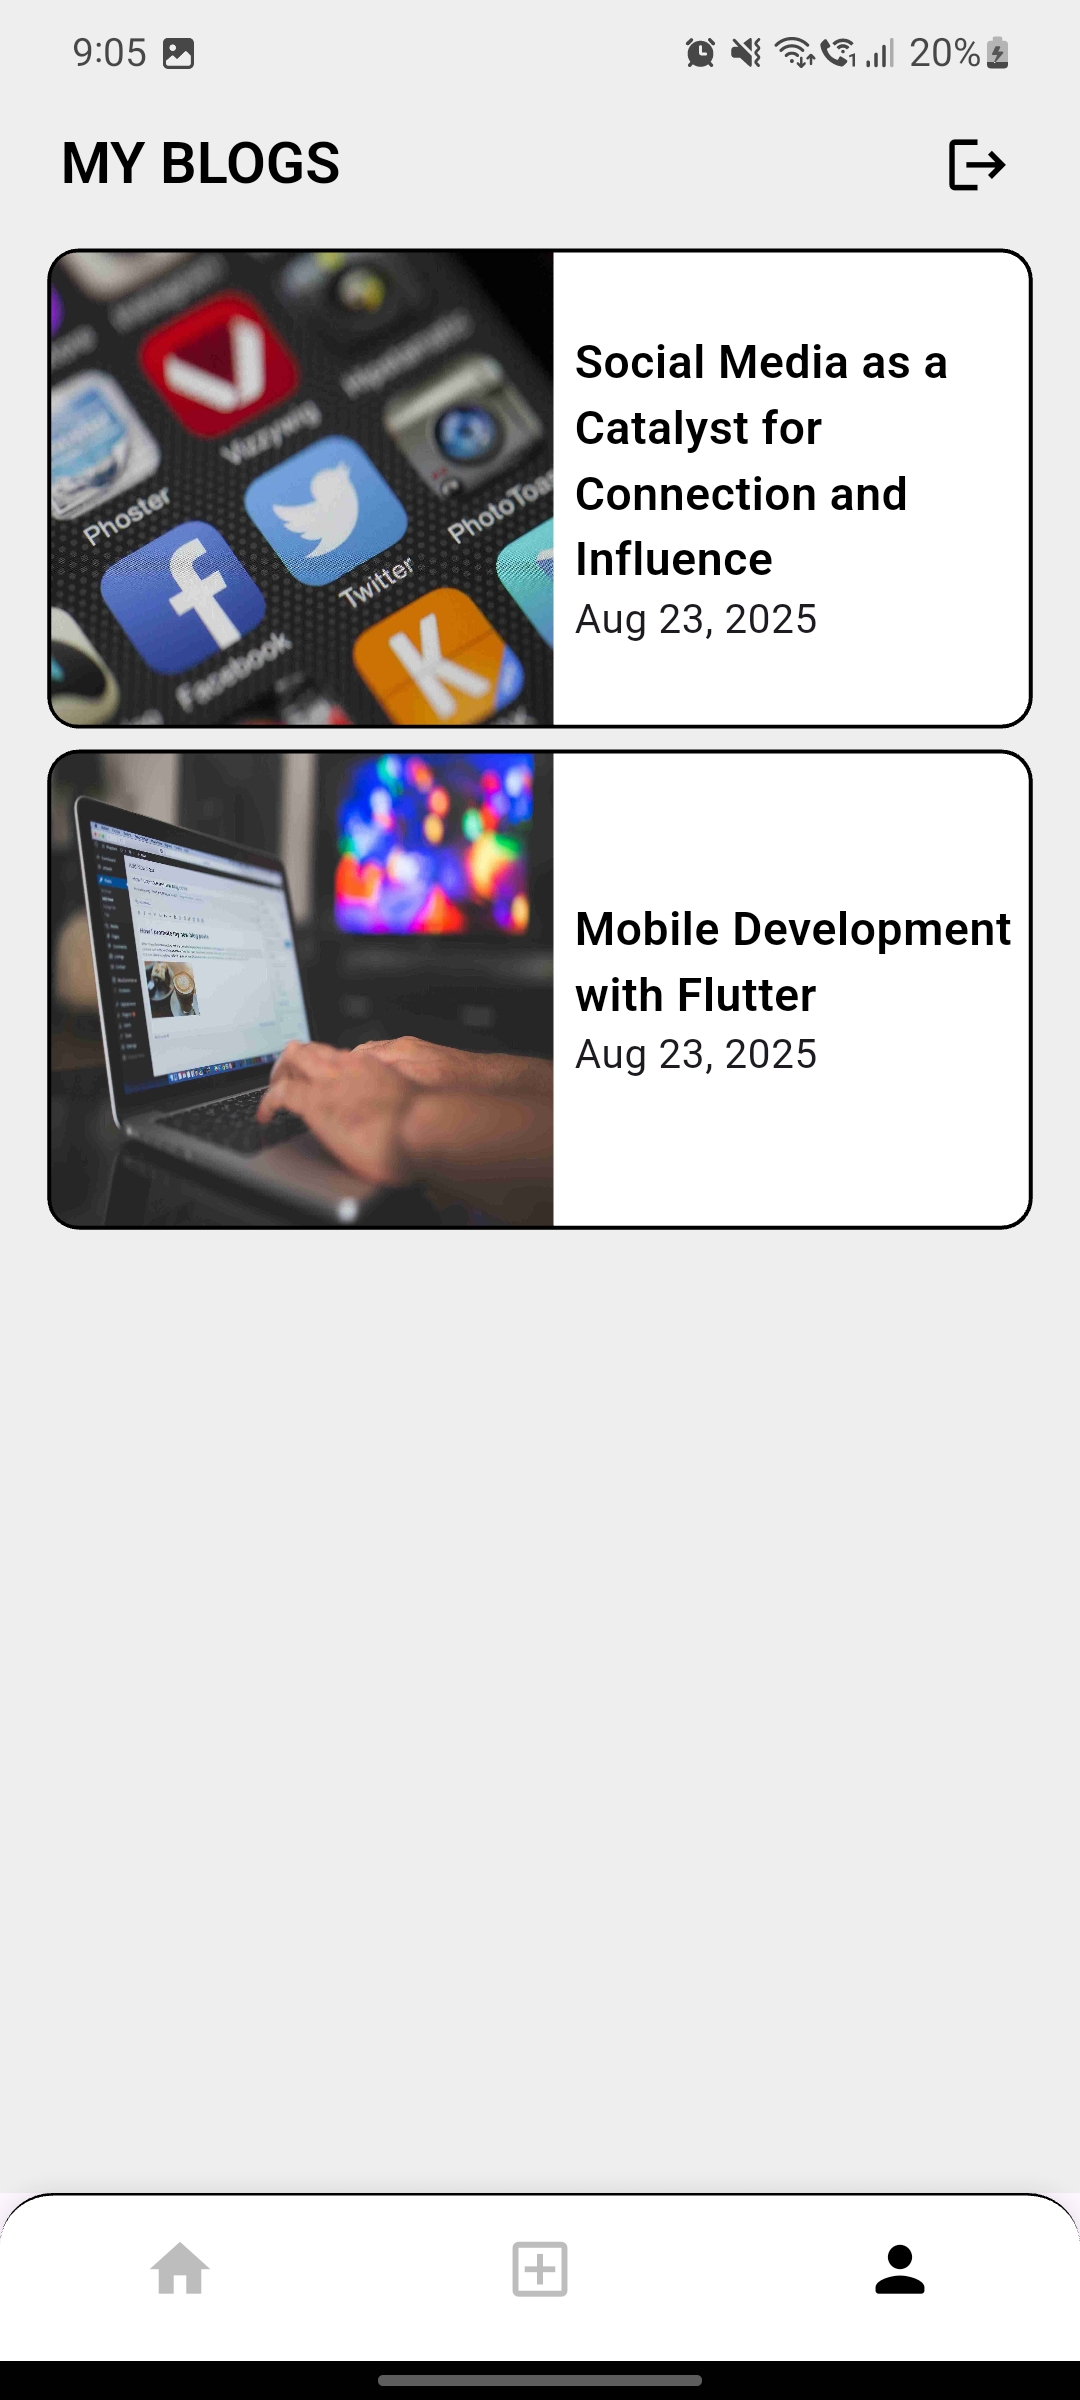 9:05
20%
MY BLOGS
Vizzywig
Phoster
PhotoToas
Twitter
Facebook
Social Media as a
Catalyst for
Connection and
Influence
Aug 23, 2025
Mobile Development
with Flutter
Aug 23, 2025